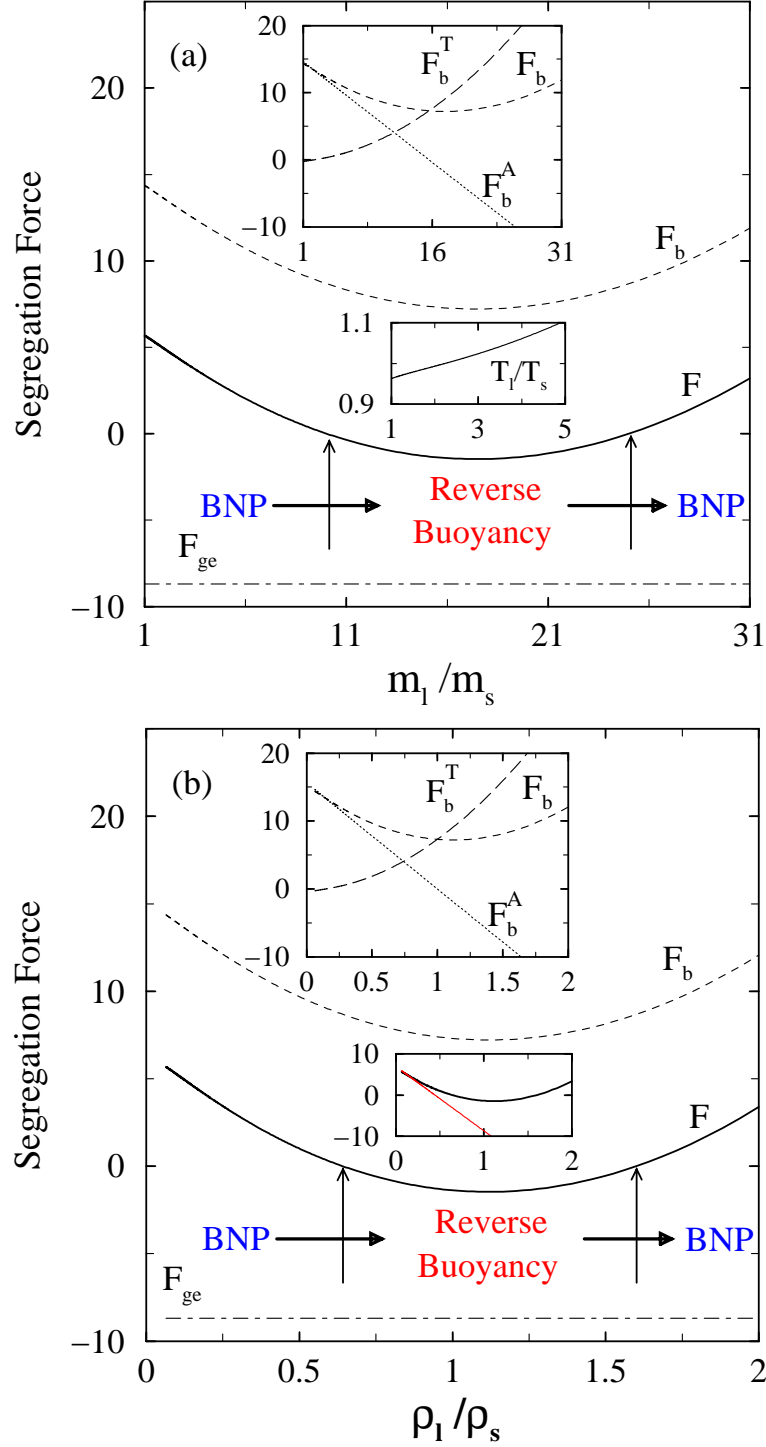 (a)
20
10
0
−10
Segregation Force
20
10
0
−10
1
16
31
F_b^T
F_b
F_b^A
F_b
1.1
0.9
1
3
5
T_l/T_s
F
BNP
Reverse
Buoyancy
BNP
F_ge
1
11
21
31
m_l /m_s
(b)
20
10
0
−10
Segregation Force
20
10
0
−10
0
0.5
1
1.5
2
F_b^T
F_b
F_b^A
F_b
10
0
−10
0
1
2
F
BNP
Reverse
Buoyancy
BNP
F_ge
0
0.5
1
1.5
2
ρ_l /ρ_s